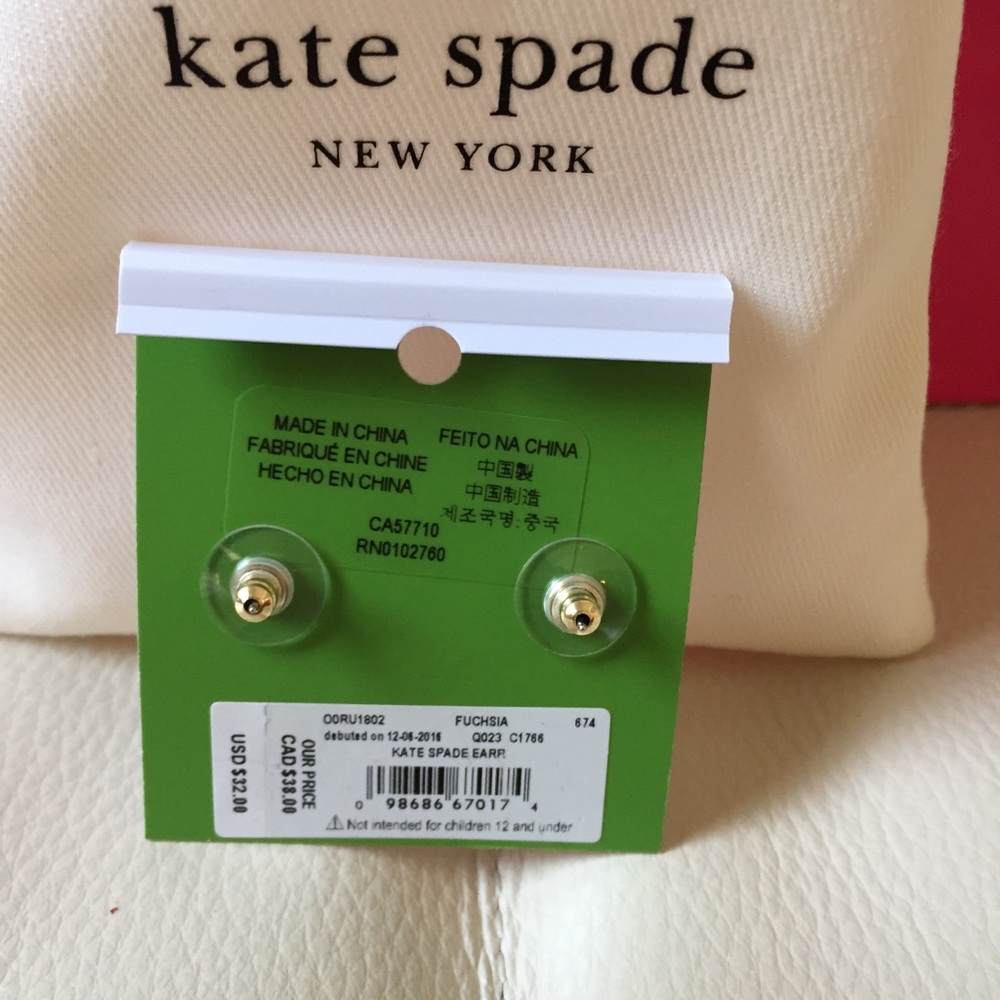 kate spade
NEW YORK
MADE IN CHINA
FABRIQUÉ EN CHINE
HECHO EN CHINA
FEITO NA CHINA
中国製
中国制造
제조국명:중국
CA57710
RN0102760
USD $32.00
OUR PRICE
CAD $38.00
O0RU1802 FUCHSIA 674
debuted on 12-06-2016 Q023 C1766
KATE SPADE EARR
0 98686 67017 4
⚠ Not intended for children 12 and under